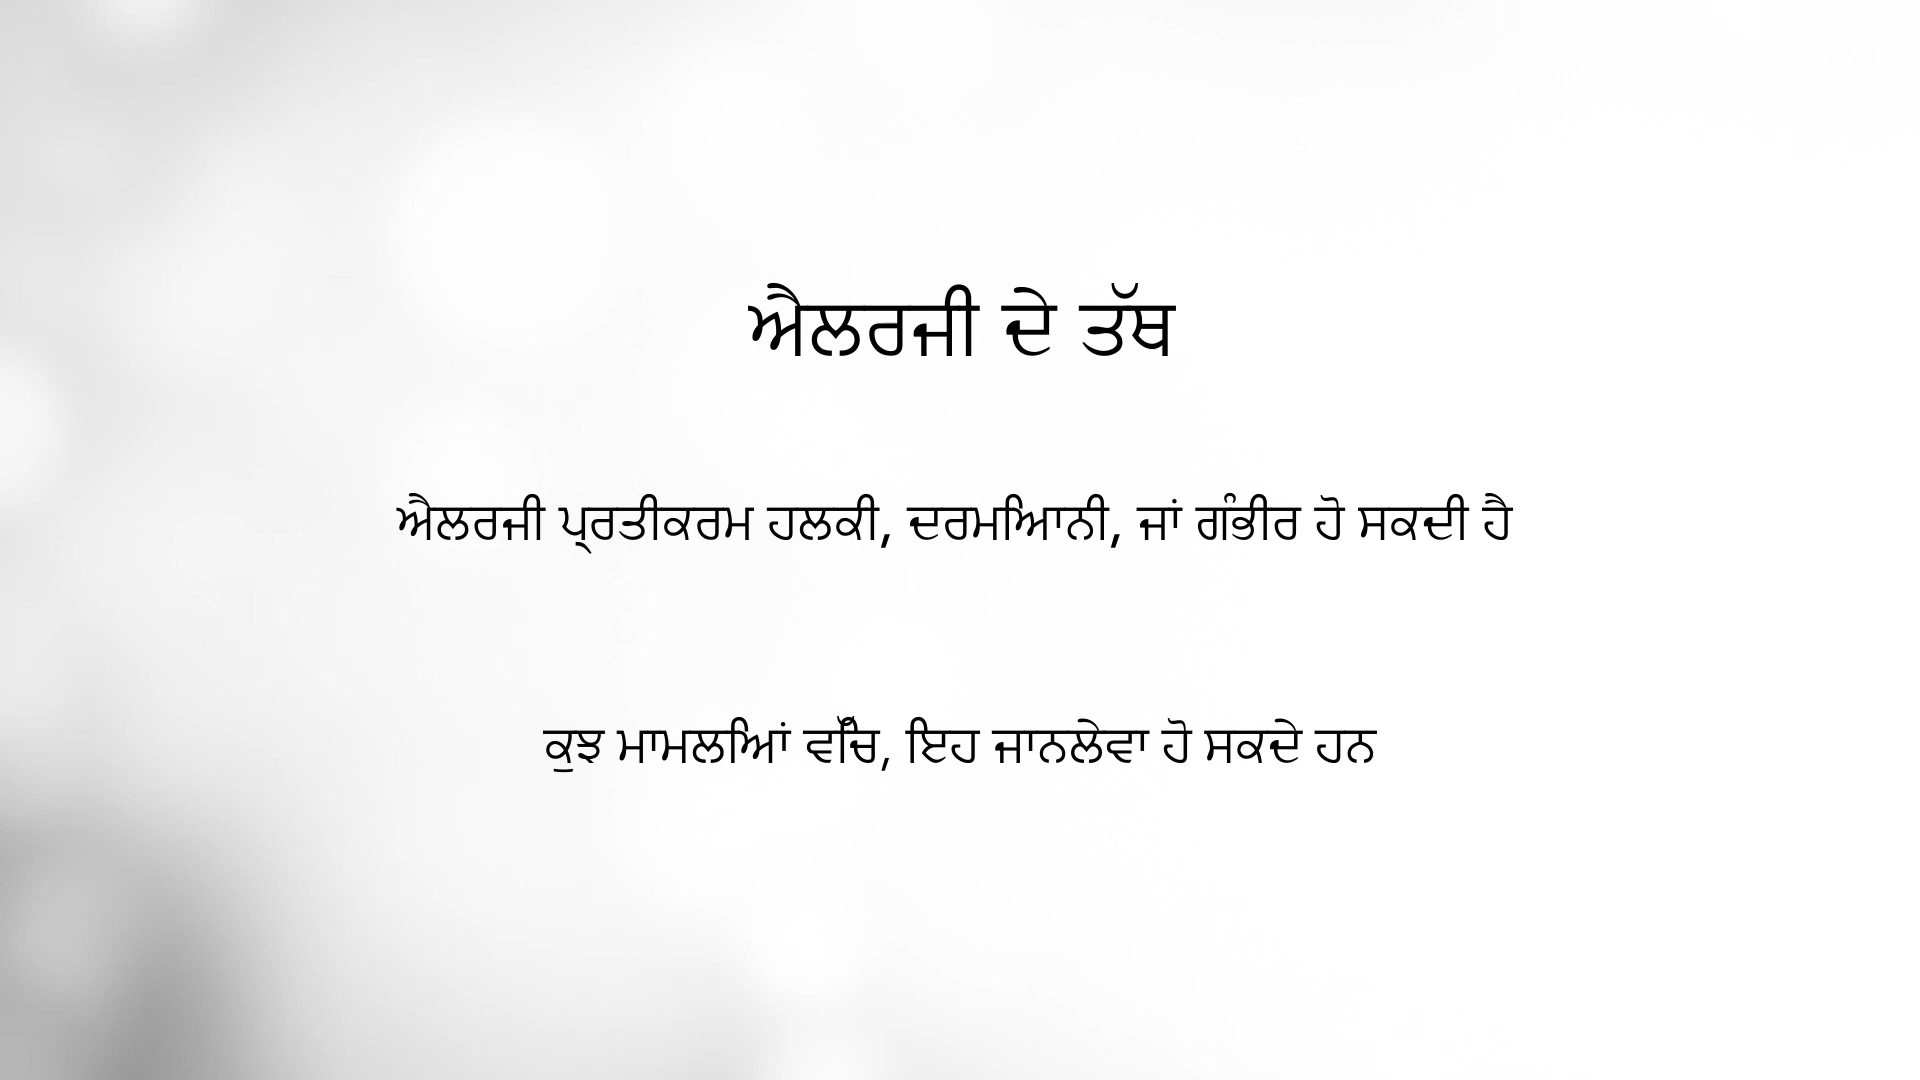 ਐਲਰਜੀ ਦੇ ਤੱਥ
ਐਲਰਜੀ ਪ੍ਰਤੀਕਰਮ ਹਲਕੀ, ਦਰਮਿਆਨੀ, ਜਾਂ ਗੰਭੀਰ ਹੋ ਸਕਦੀ ਹੈ
ਕੁਝ ਮਾਮਲਿਆਂ ਵਿੱਚ, ਇਹ ਜਾਨਲੇਵਾ ਹੋ ਸਕਦੇ ਹਨ